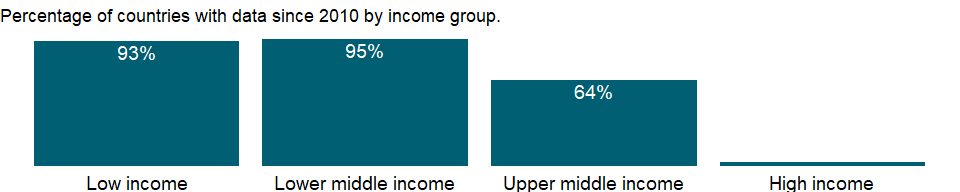 Percentage of countries with data since 2010 by income group.
93%
95%
64%
Low income
Lower middle income
Upper middle income
High income